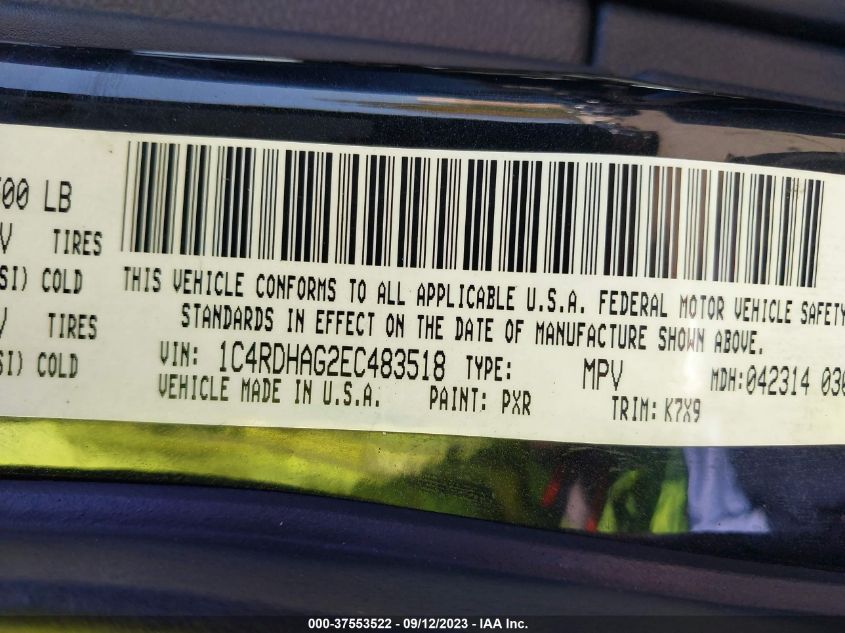 700 LB
TIRES
SI) COLD
TIRES
SI) COLD
THIS VEHICLE CONFORMS TO ALL APPLICABLE U.S.A. FEDERAL MOTOR VEHICLE SAFETY
STANDARDS IN EFFECT ON THE DATE OF MANUFACTURE SHOWN ABOVE.
VIN: 1C4RDHAG2EC483518 TYPE: MPV MDH:042314 030
VEHICLE MADE IN U.S.A. PAINT: PXR TRIM: K7X9
000-37553522 - 09/12/2023 - IAA Inc.